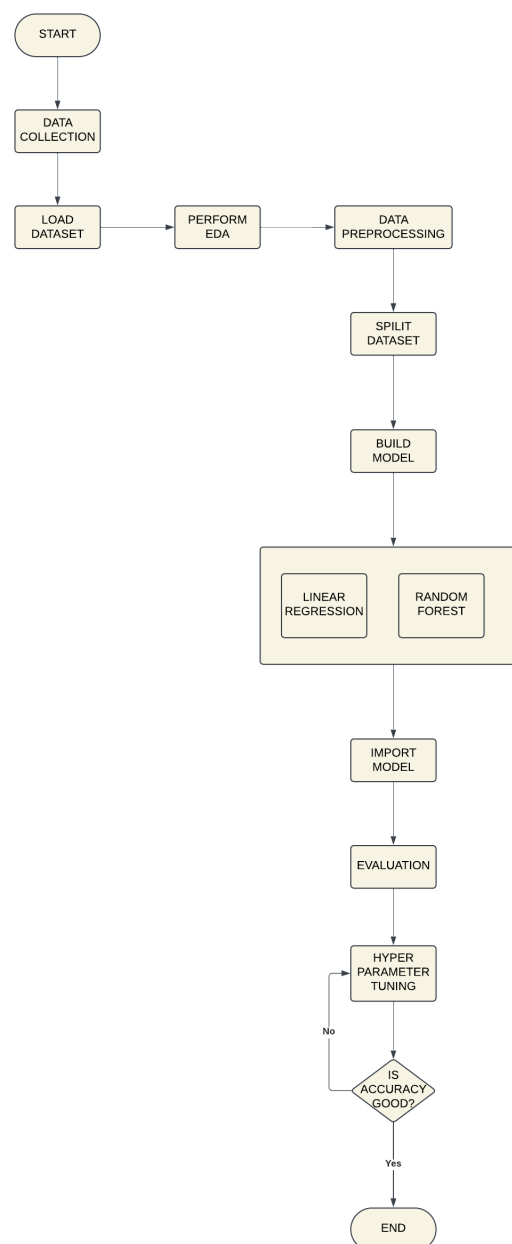 START
DATA
COLLECTION
LOAD
DATASET
PERFORM
EDA
DATA
PREPROCESSING
SPILIT
DATASET
BUILD
MODEL
LINEAR
REGRESSION
RANDOM
FOREST
IMPORT
MODEL
EVALUATION
HYPER
PARAMETER
TUNING
No
IS
ACCURACY
GOOD?
Yes
END